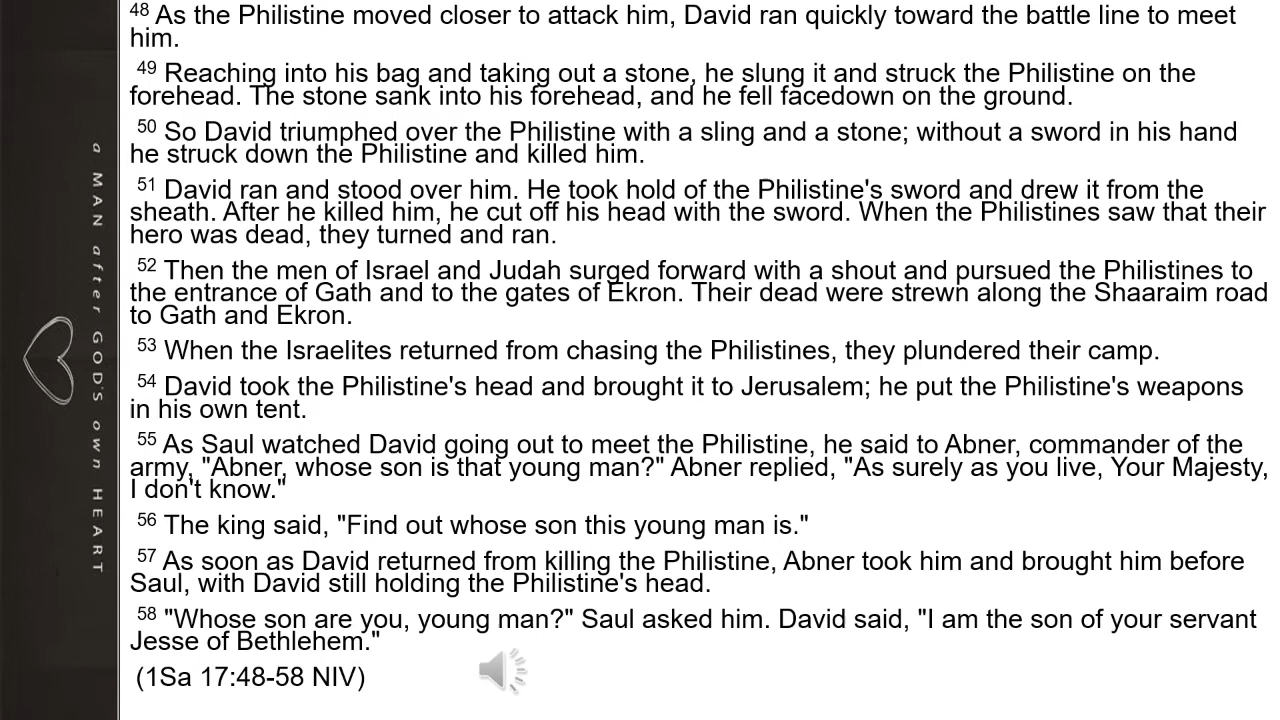 a MAN after GOD'S own HEART
48 As the Philistine moved closer to attack him, David ran quickly toward the battle line to meet
him.
49 Reaching into his bag and taking out a stone, he slung it and struck the Philistine on the
forehead. The stone sank into his forehead, and he fell facedown on the ground.
50 So David triumphed over the Philistine with a sling and a stone; without a sword in his hand
he struck down the Philistine and killed him.
51 David ran and stood over him. He took hold of the Philistine's sword and drew it from the
sheath. After he killed him, he cut off his head with the sword. When the Philistines saw that their
hero was dead, they turned and ran.
52 Then the men of Israel and Judah surged forward with a shout and pursued the Philistines to
the entrance of Gath and to the gates of Ekron. Their dead were strewn along the Shaaraim road
to Gath and Ekron.
53 When the Israelites returned from chasing the Philistines, they plundered their camp.
54 David took the Philistine's head and brought it to Jerusalem; he put the Philistine's weapons
in his own tent.
55 As Saul watched David going out to meet the Philistine, he said to Abner, commander of the
army, "Abner, whose son is that young man?" Abner replied, "As surely as you live, Your Majesty,
I don't know."
56 The king said, "Find out whose son this young man is."
57 As soon as David returned from killing the Philistine, Abner took him and brought him before
Saul, with David still holding the Philistine's head.
58 "Whose son are you, young man?" Saul asked him. David said, "I am the son of your servant
Jesse of Bethlehem."
(1Sa 17:48-58 NIV)